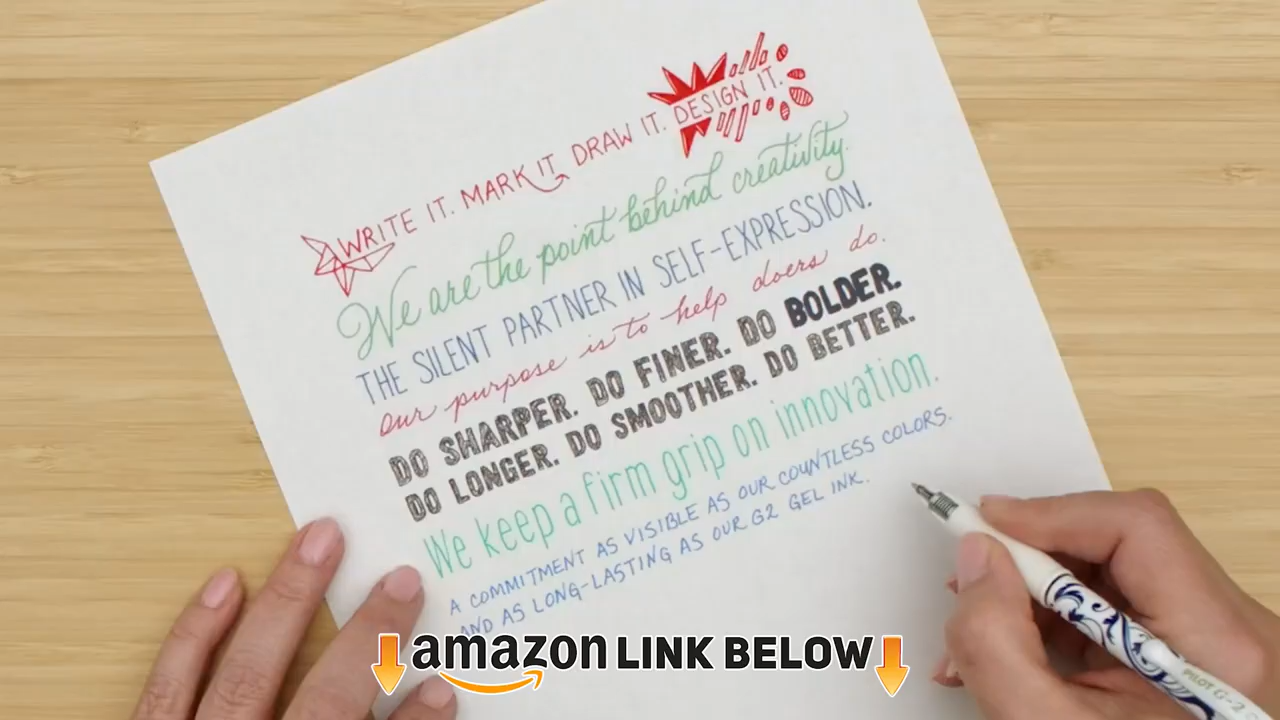 WRITE IT. MARK IT. DRAW IT. DESIGN IT.
We are the point behind creativity.
THE SILENT PARTNER IN SELF-EXPRESSION.
our purpose is to help doers do.
DO SHARPER. DO FINER. DO BOLDER.
DO LONGER. DO SMOOTHER. DO BETTER.
We keep a firm grip on innovation.
A COMMITMENT AS VISIBLE AS OUR COUNTLESS COLORS.
AND AS LONG-LASTING AS OUR G2 GEL INK.
PILOT G-2
amazon LINK BELOW